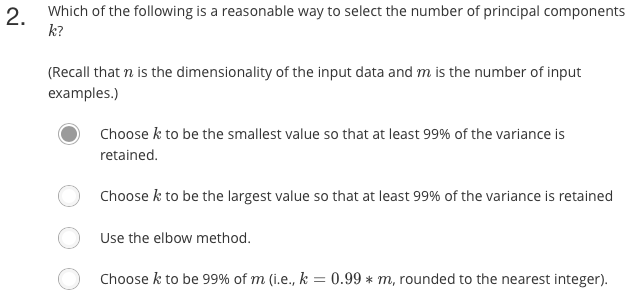 2. Which of the following is a reasonable way to select the number of principal components
k?
(Recall that n is the dimensionality of the input data and m is the number of input
examples.)
Choose k to be the smallest value so that at least 99% of the variance is
retained.
Choose k to be the largest value so that at least 99% of the variance is retained
Use the elbow method.
Choose k to be 99% of m (i.e., k = 0.99 ∗ m, rounded to the nearest integer).